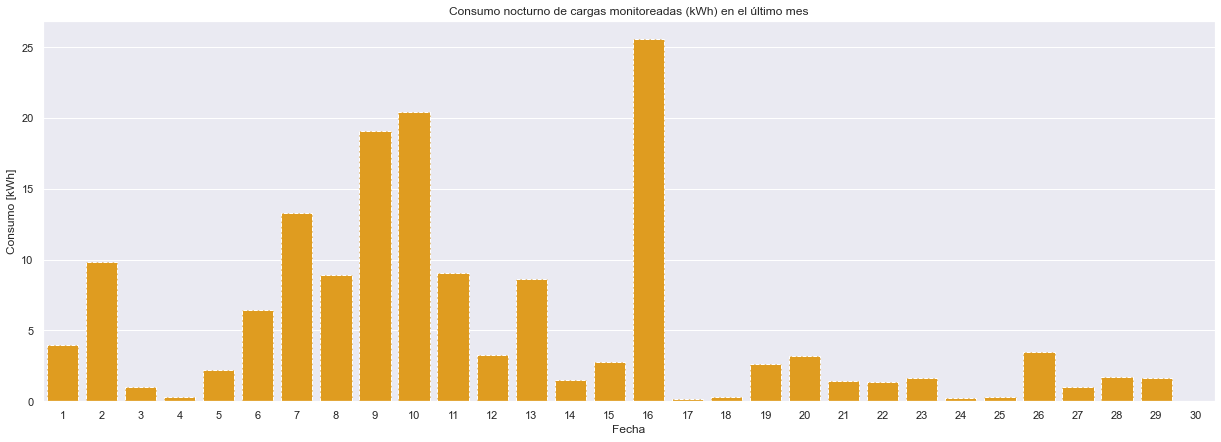 Consumo nocturno de cargas monitoreadas (kWh) en el último mes
Consumo [kWh]
25
20
15
10
5
0
1 2 3 4 5 6 7 8 9 10 11 12 13 14 15 16 17 18 19 20 21 22 23 24 25 26 27 28 29 30
Fecha